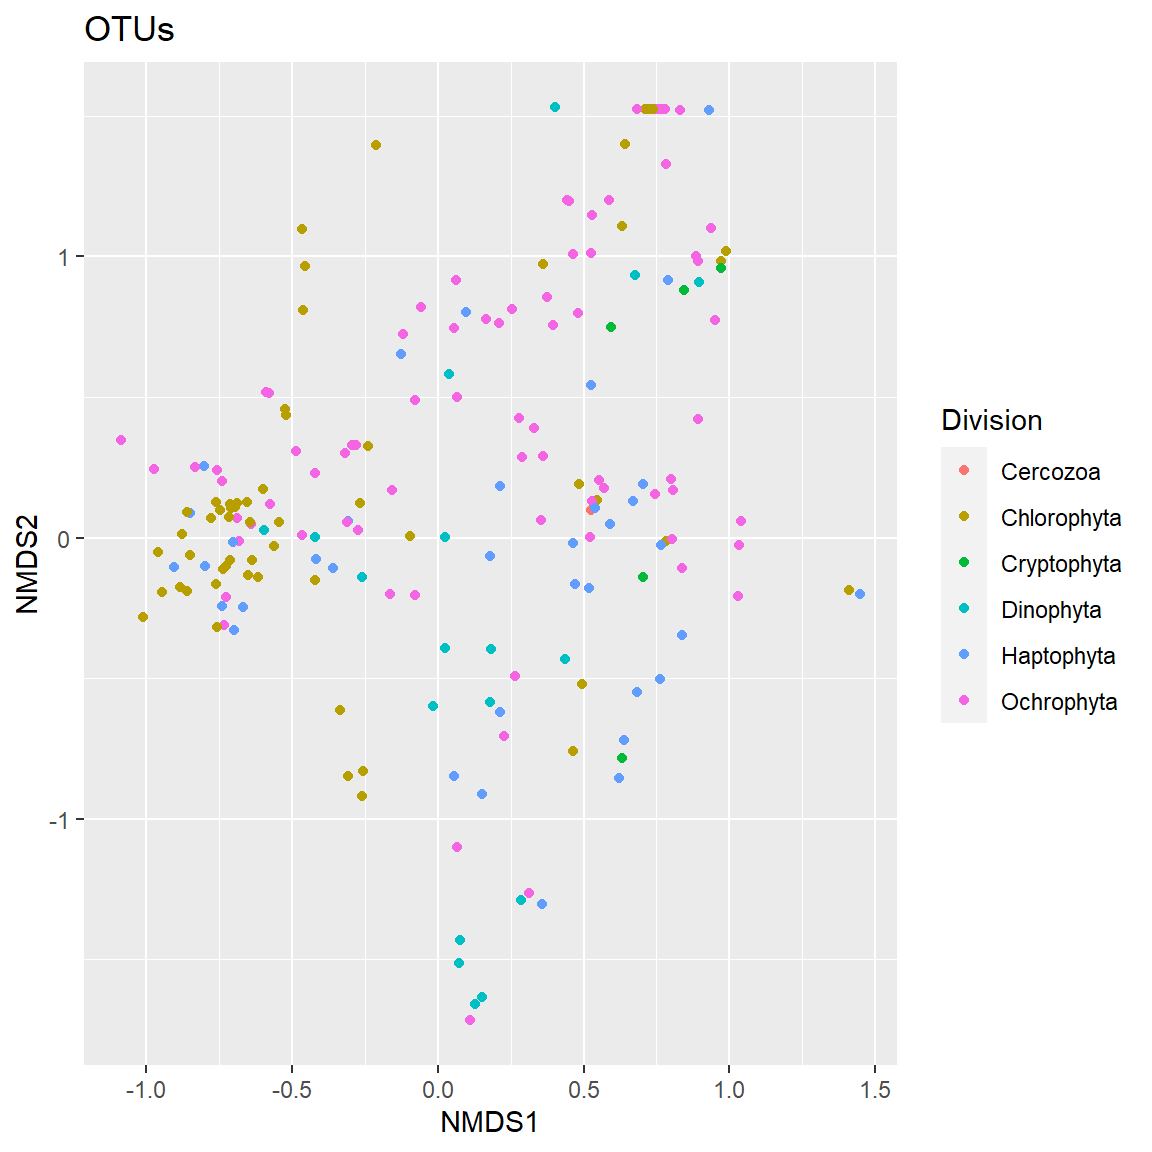 OTUs
1
0
-1
-1.0 -0.5 0.0 0.5 1.0 1.5
NMDS1
NMDS2
Division
Cercozoa
Chlorophyta
Cryptophyta
Dinophyta
Haptophyta
Ochrophyta